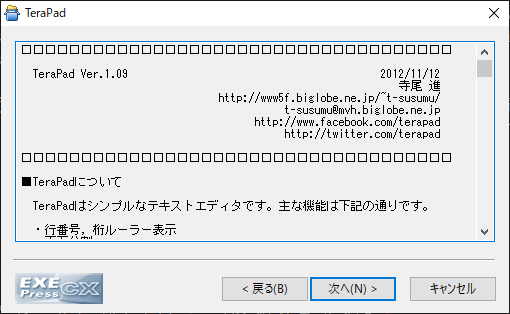 TeraPad
□□□□□□□□□□□□□□□□□□□□□□□□□□□□□□□□□□□□
TeraPad Ver.1.09 2012/11/12
寺尾 進
http://www5f.biglobe.ne.jp/~t-susumu/
t-susumu@mvh.biglobe.ne.jp
http://www.facebook.com/terapad
http://twitter.com/terapad
□□□□□□□□□□□□□□□□□□□□□□□□□□□□□□□□□□□□
■TeraPadについて
TeraPadはシンプルなテキストエディタです。主な機能は下記の通りです。
・行番号，桁ルーラー表示
EXE Press CX
< 戻る(B)
次へ(N) >
キャンセル